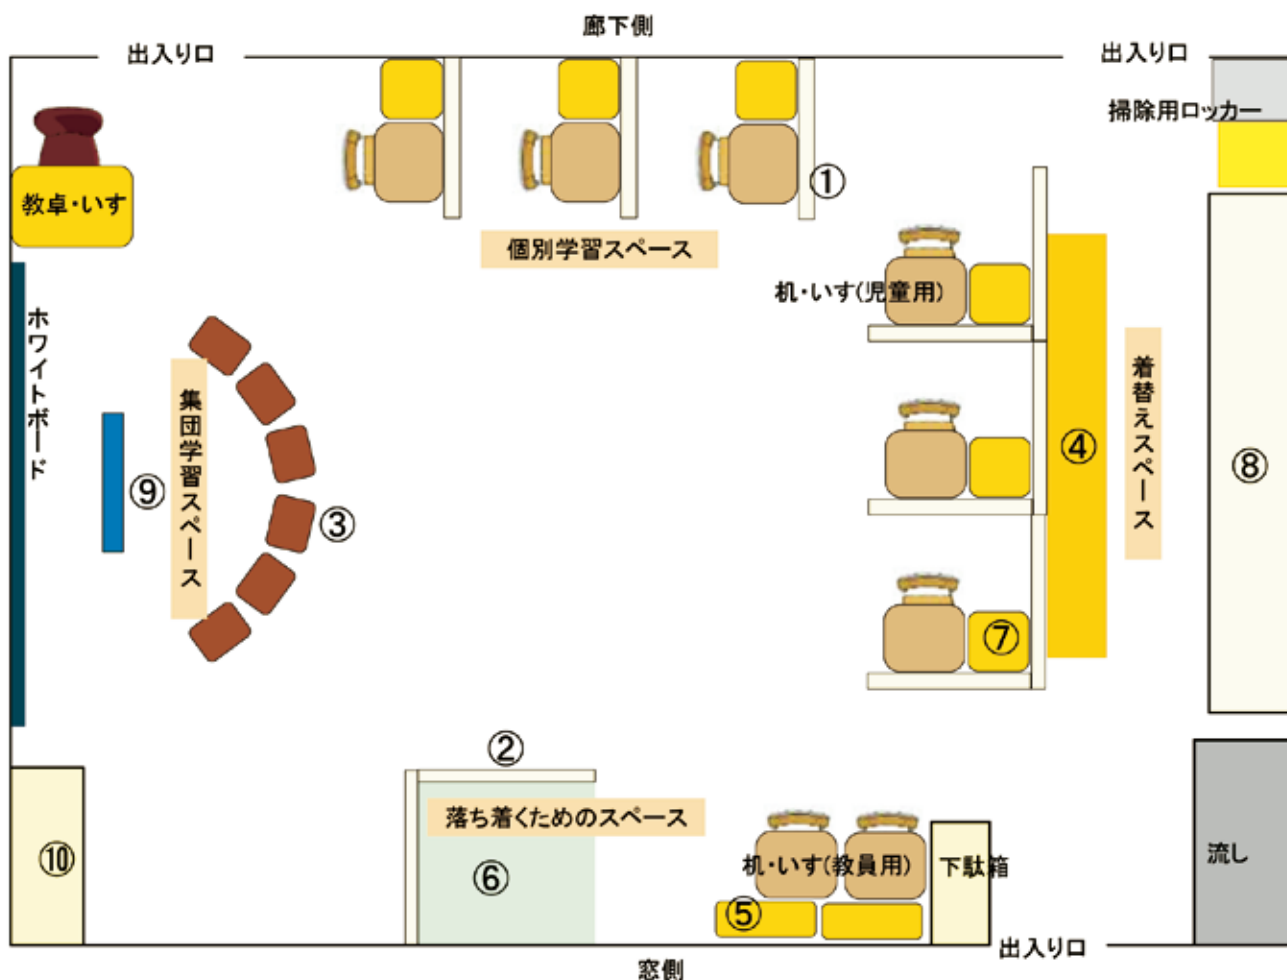 廊下側
出入り口
出入り口
掃除用ロッカー
教卓・いす
①
個別学習スペース
机・いす(児童用)
ホワイトボード
集団学習スペース
着替えスペース
④
⑧
⑨
③
⑦
②
落ち着くためのスペース
⑩
⑥
机・いす(教員用)
下駄箱
流し
⑤
出入り口
窓側